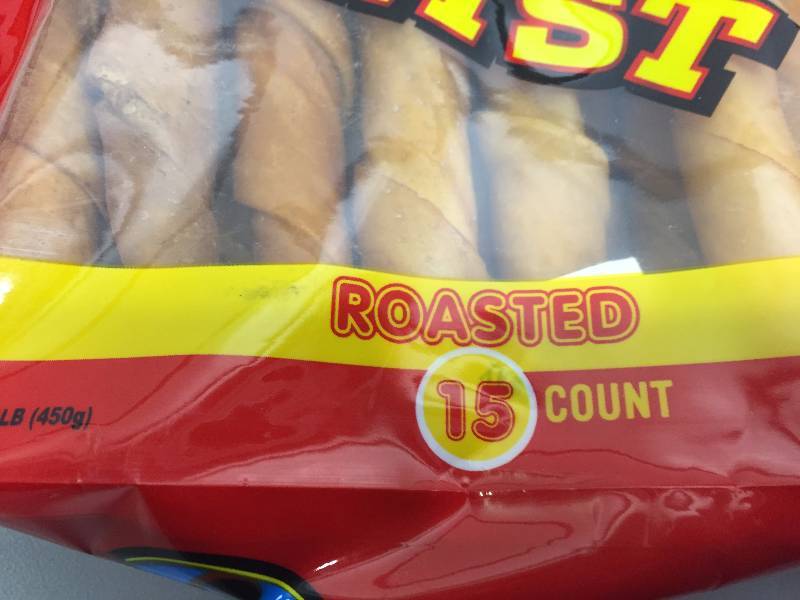 ROASTED
15 COUNT
LB (450g)